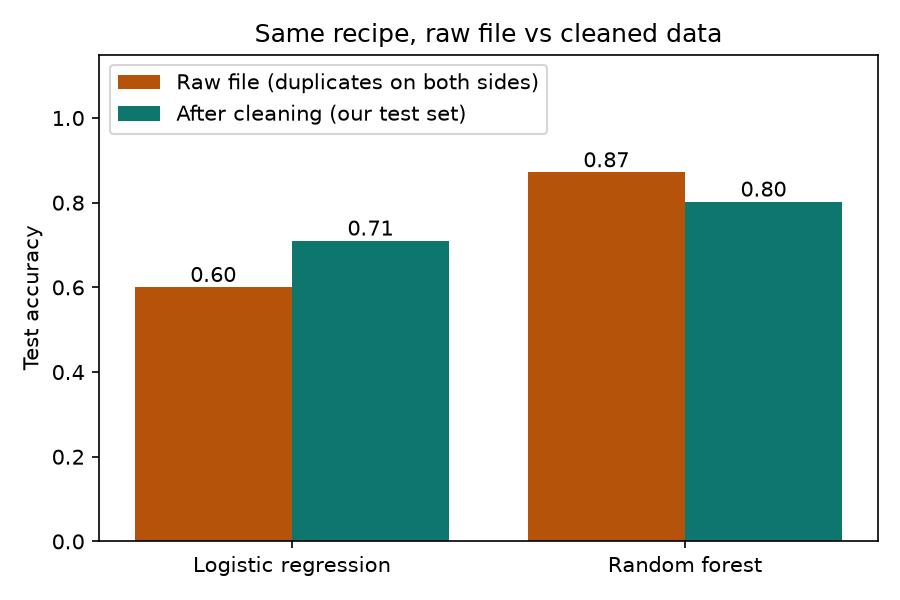 Same recipe, raw file vs cleaned data
Raw file (duplicates on both sides)
After cleaning (our test set)
Test accuracy
1.0
0.8
0.6
0.4
0.2
0.0
0.60
0.71
0.87
0.80
Logistic regression
Random forest